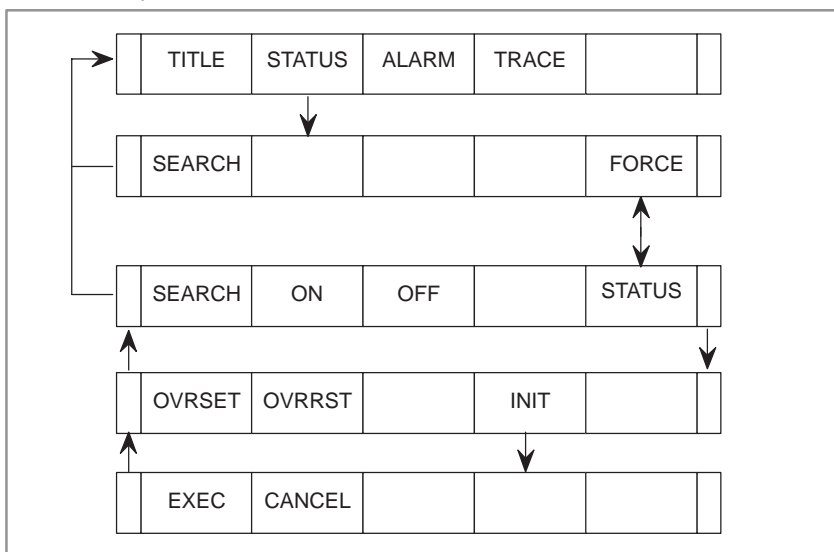 TITLE STATUS ALARM TRACE
SEARCH FORCE
SEARCH ON OFF STATUS
OVRSET OVRRST INIT
EXEC CANCEL